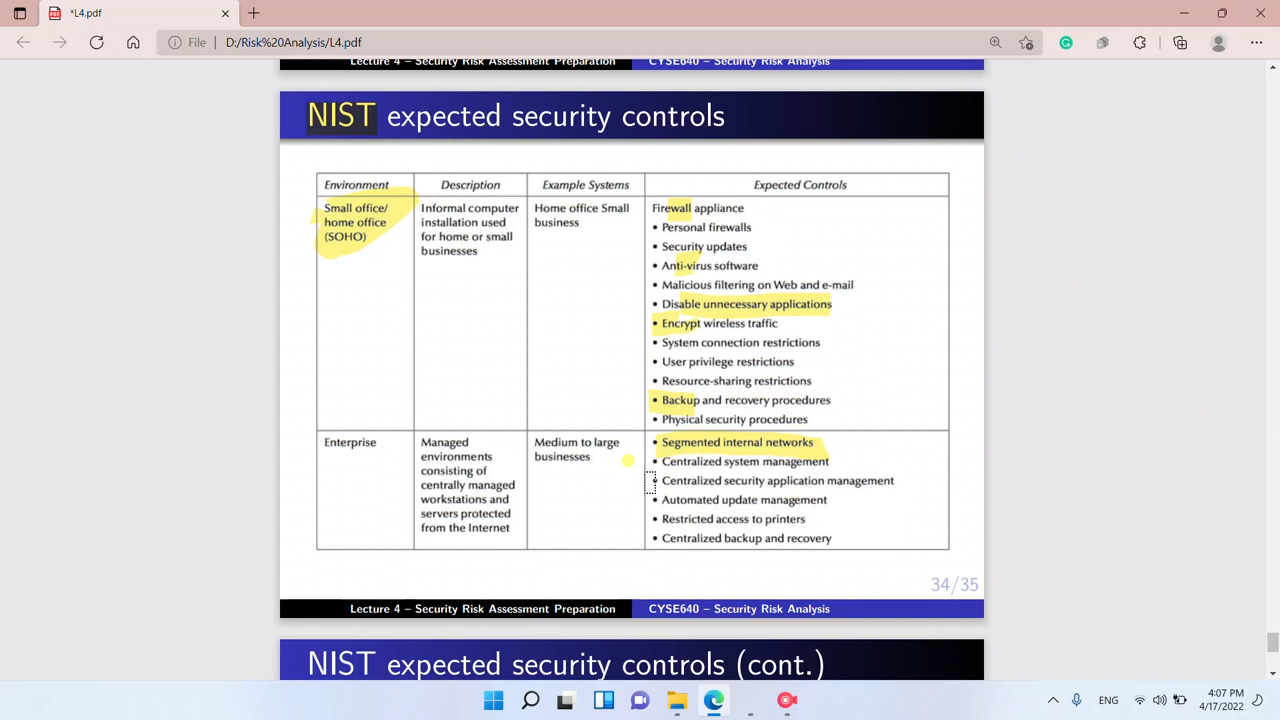 *L4.pdf
File
D:/Risk%20Analysis/L4.pdf
Lecture 4 – Security Risk Assessment Preparation
CYSE640 – Security Risk Analysis
NIST expected security controls
Environment
Description
Example Systems
Expected Controls
Small office/
home office
(SOHO)
Informal computer
installation used
for home or small
businesses
Home office Small
business
Firewall appliance
• Personal firewalls
• Security updates
• Anti-virus software
• Malicious filtering on Web and e-mail
• Disable unnecessary applications
• Encrypt wireless traffic
• System connection restrictions
• User privilege restrictions
• Resource-sharing restrictions
• Backup and recovery procedures
• Physical security procedures
Enterprise
Managed
environments
consisting of
centrally managed
workstations and
servers protected
from the Internet
Medium to large
businesses
• Segmented internal networks
• Centralized system management
• Centralized security application management
• Automated update management
• Restricted access to printers
• Centralized backup and recovery
34/35
Lecture 4 – Security Risk Assessment Preparation
CYSE640 – Security Risk Analysis
NIST expected security controls (cont.)
ENG
4:07 PM
4/17/2022